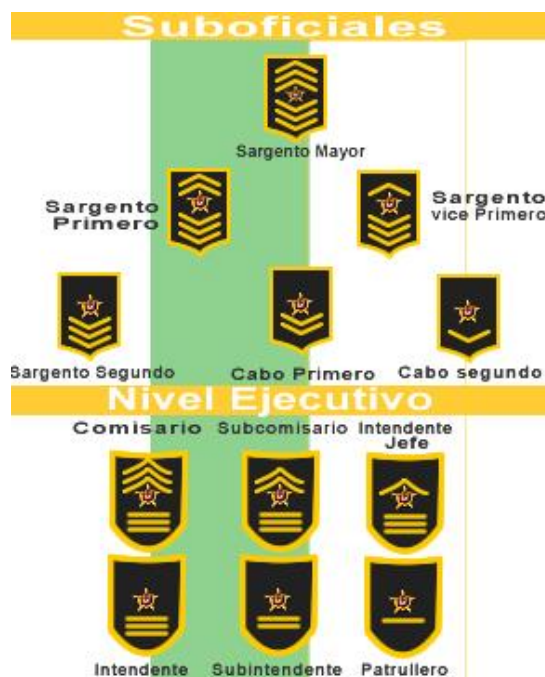 Suboficiales
Sargento Mayor
Sargento
Primero
Sargento
vice Primero
Sargento Segundo
Cabo Primero
Cabo segundo
Nivel Ejecutivo
Comisario
Subcomisario
Intendente
Jefe
Intendente
Subintendente
Patrullero